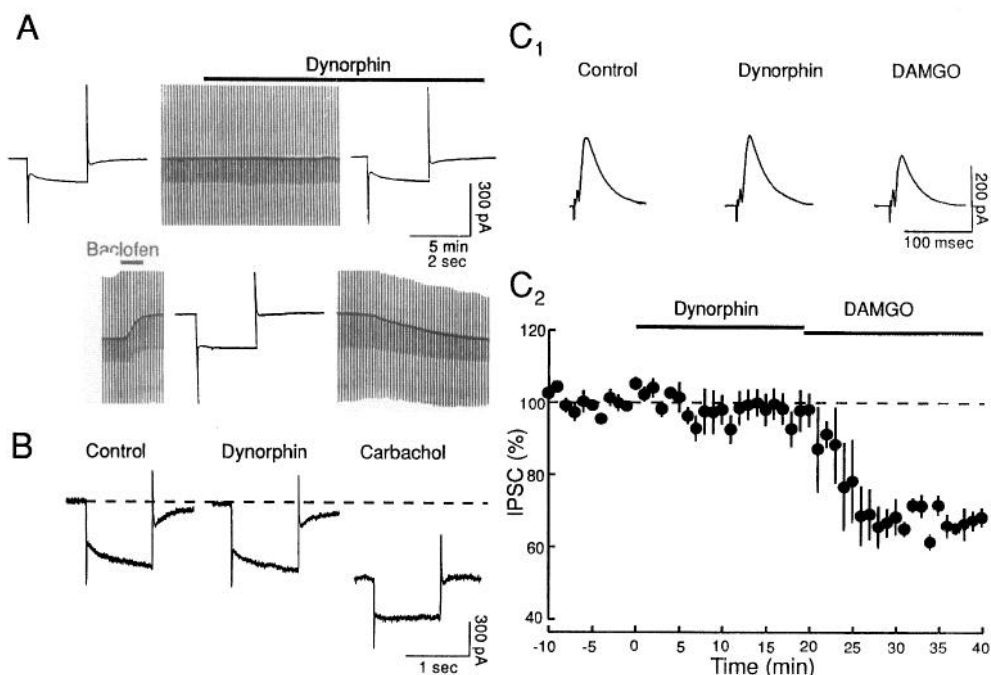 A
Dynorphin
300 pA
5 min
2 sec
Baclofen
B
Control
Dynorphin
Carbachol
300 pA
1 sec
C1
Control
Dynorphin
DAMGO
200 pA
100 msec
C2
Dynorphin
DAMGO
120
100
80
60
40
IPSC (%)
-10
-5
0
5
10
15
20
25
30
35
40
Time (min)